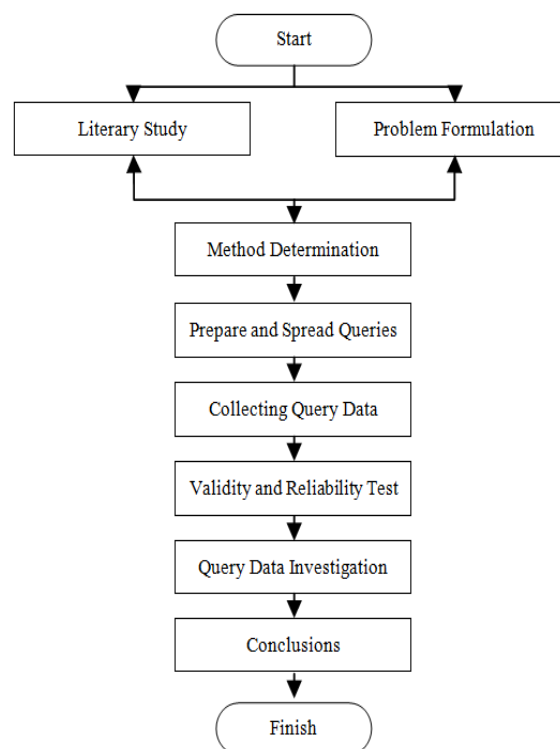 Start
Literary Study
Problem Formulation
Method Determination
Prepare and Spread Queries
Collecting Query Data
Validity and Reliability Test
Query Data Investigation
Conclusions
Finish